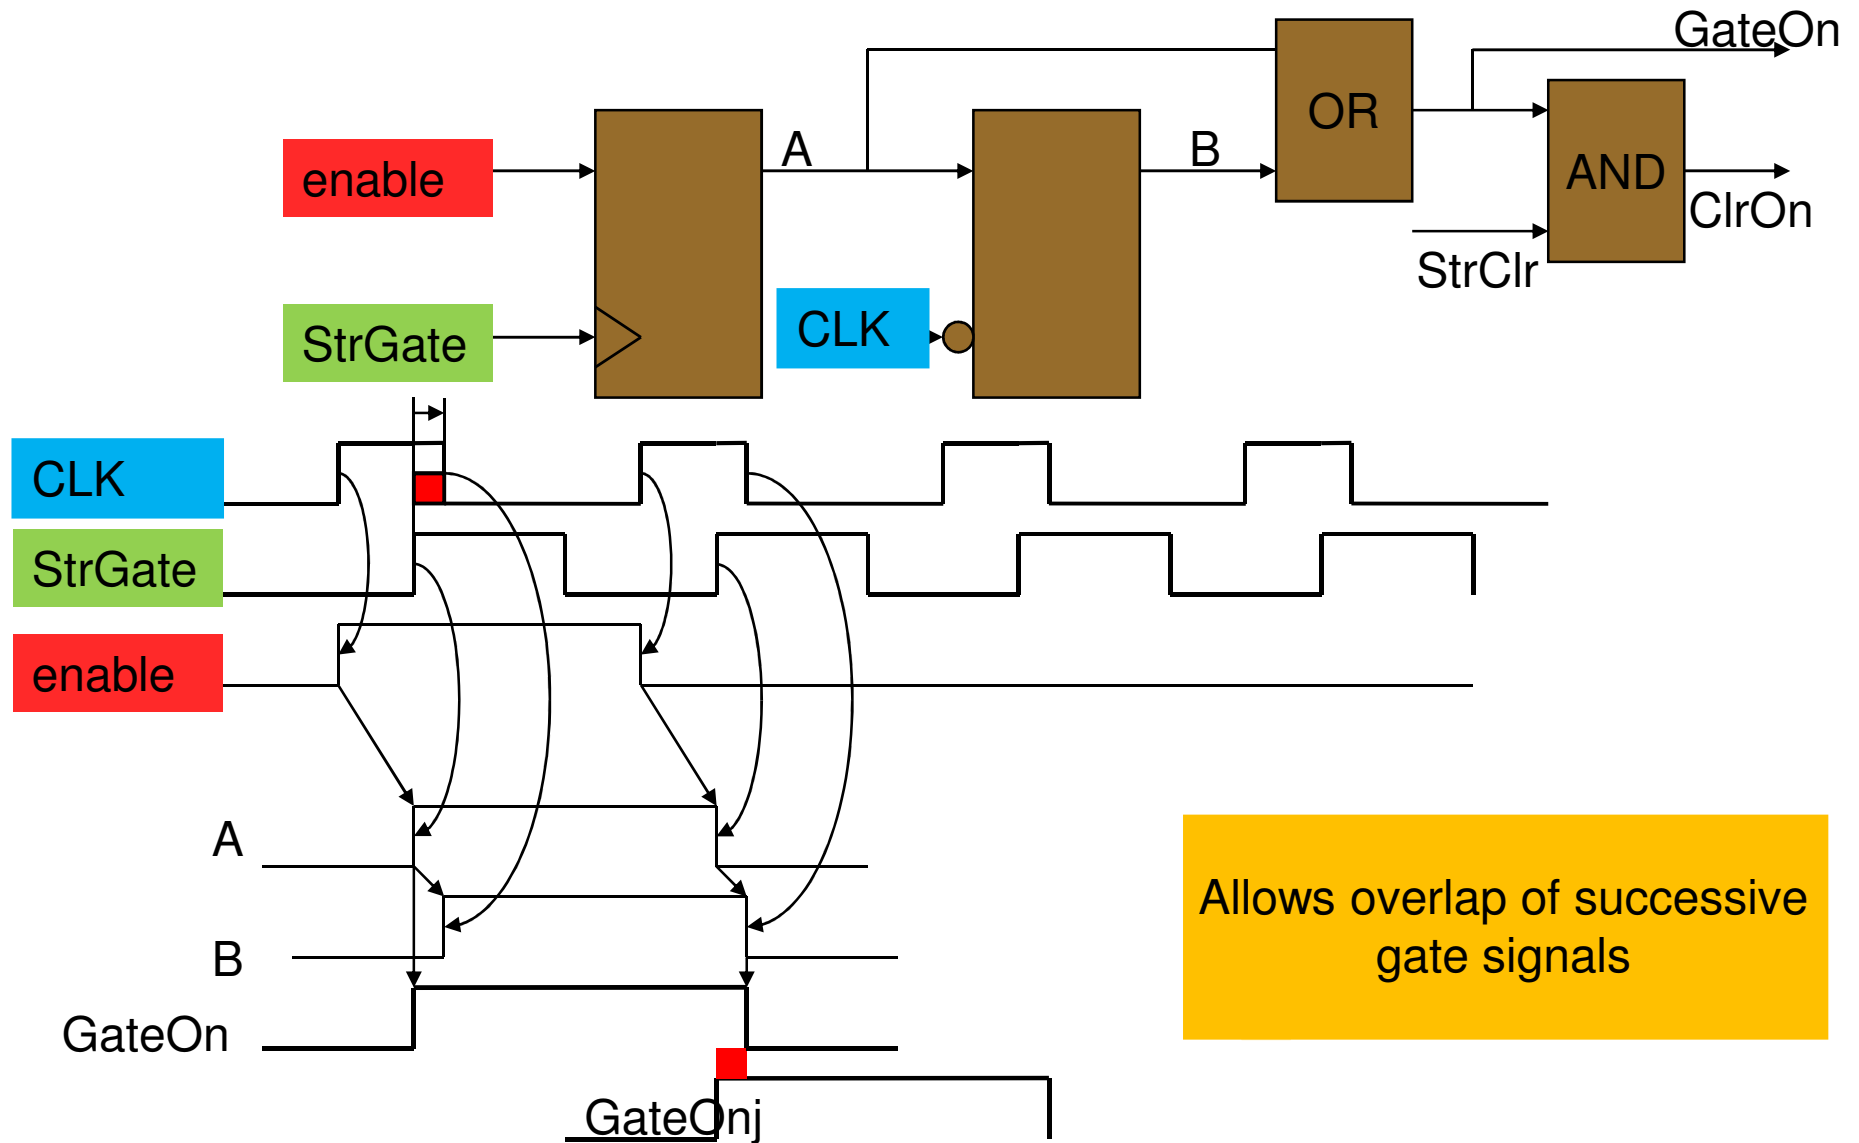 GateOn
OR
enable
A
B
AND
ClrOn
StrClr
StrGate
CLK
CLK
StrGate
enable
A
Allows overlap of successive
gate signals
B
GateOn
GateOnj